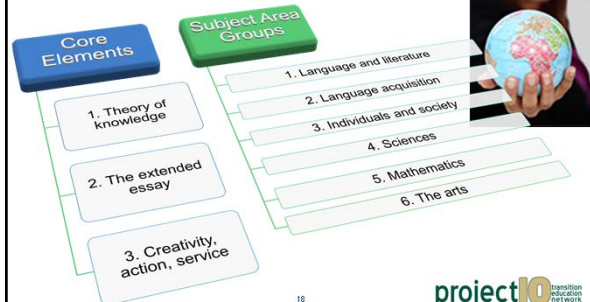 Core
Elements
1. Theory of
knowledge
2. The extended
essay
3. Creativity,
action, service
Subject Area
Groups
1. Language and literature
2. Language acquisition
3. Individuals and society
4. Sciences
5. Mathematics
6. The arts
18
project10 transition
education
network